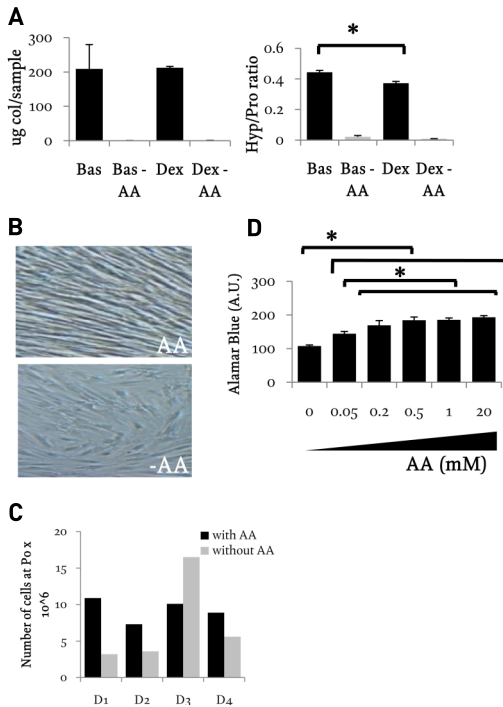 A
ug col/sample
300
200
100
0
Bas
Bas -
AA
Dex
Dex -
AA
Hyp/Pro ratio
0.6
0.4
0.2
0
*
Bas
Bas -
AA
Dex
Dex -
AA
B
AA
-AA
D
*
*
Alamar Blue (A.U.)
300
200
100
0
0
0.05
0.2
0.5
1
20
AA (mM)
C
Number of cells at P0 x
10^6
20
15
10
5
0
with AA
without AA
D1
D2
D3
D4